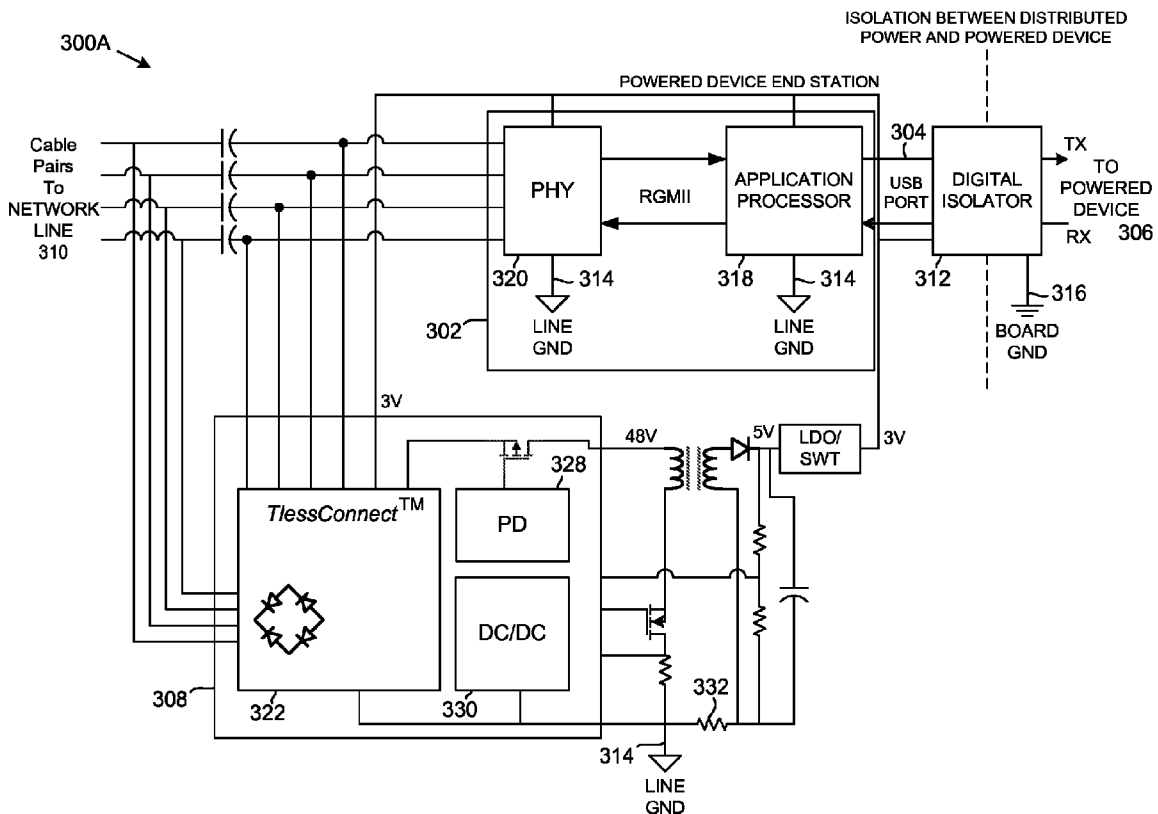 ISOLATION BETWEEN DISTRIBUTED
POWER AND POWERED DEVICE
300A
POWERED DEVICE END STATION
Cable
Pairs
To
NETWORK
LINE
310
PHY
RGMII
APPLICATION
PROCESSOR
304
USB
PORT
DIGITAL
ISOLATOR
TX
TO
POWERED
DEVICE
306
RX
320
314
318
314
312
316
LINE
GND
LINE
GND
BOARD
GND
302
3V
48V
5V
LDO/
SWT
3V
328
TlessConnect™
PD
DC/DC
308
322
330
332
314
LINE
GND